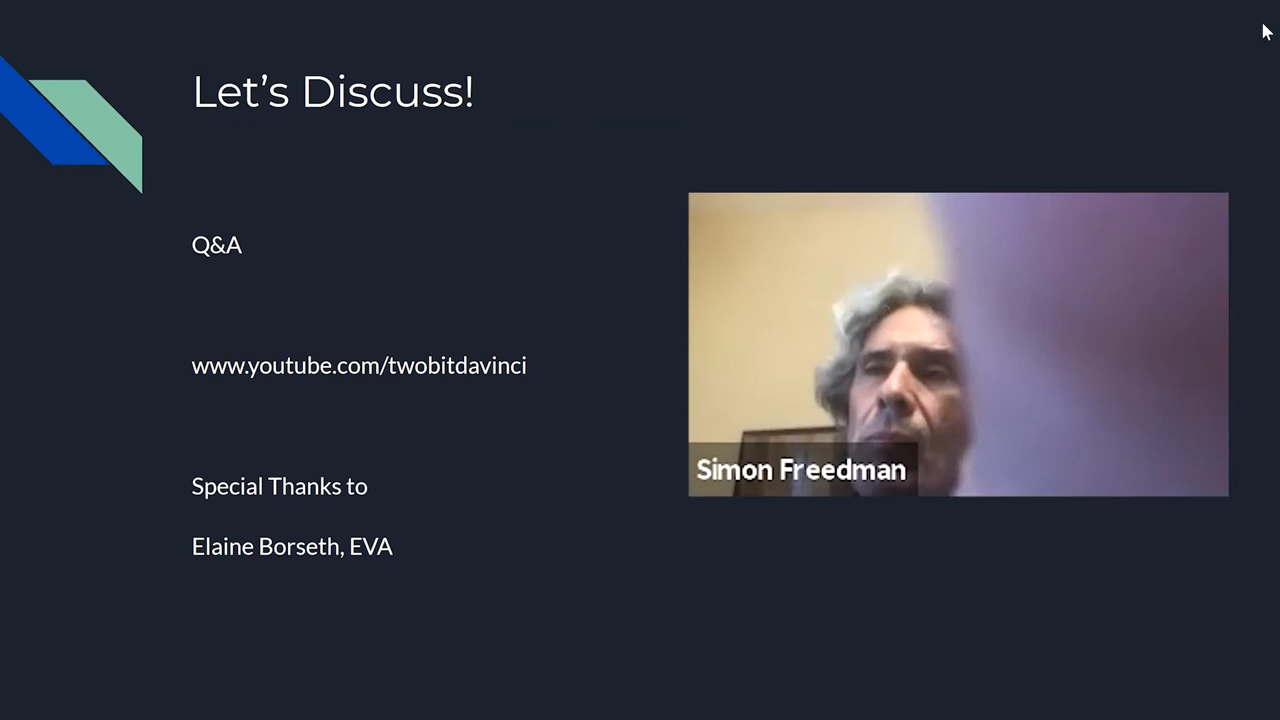 Let's Discuss!
Q&A
www.youtube.com/twobitdavinci
Special Thanks to
Elaine Borseth, EVA
Simon Freedman